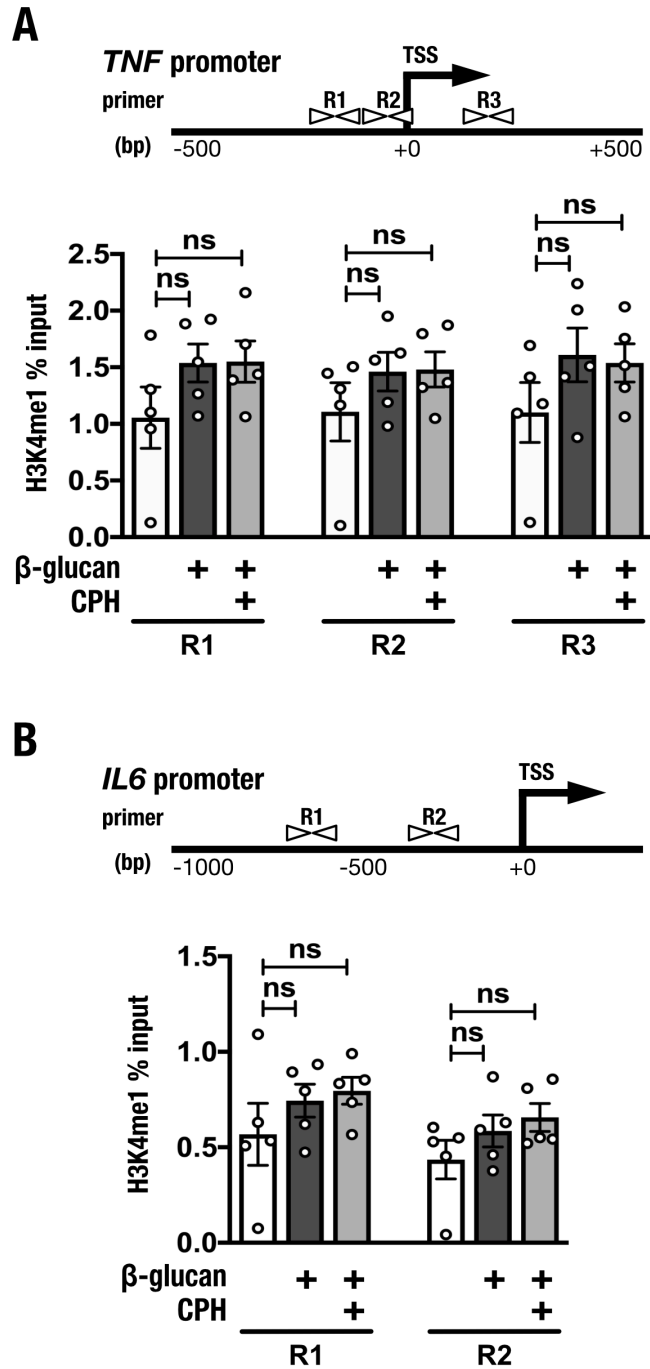 A
TNF promoter
TSS
primer
R1 R2 R3
(bp) -500 +0 +500
H3K4me1 % input
2.5
2.0
1.5
1.0
0.5
0.0
ns ns ns
ns ns ns
β-glucan + + + + + +
CPH + + +
R1 R2 R3
B
IL6 promoter
TSS
primer
R1 R2
(bp) -1000 -500 +0
H3K4me1 % input
1.5
1.0
0.5
0.0
ns ns
ns ns
β-glucan + + + +
CPH + +
R1 R2